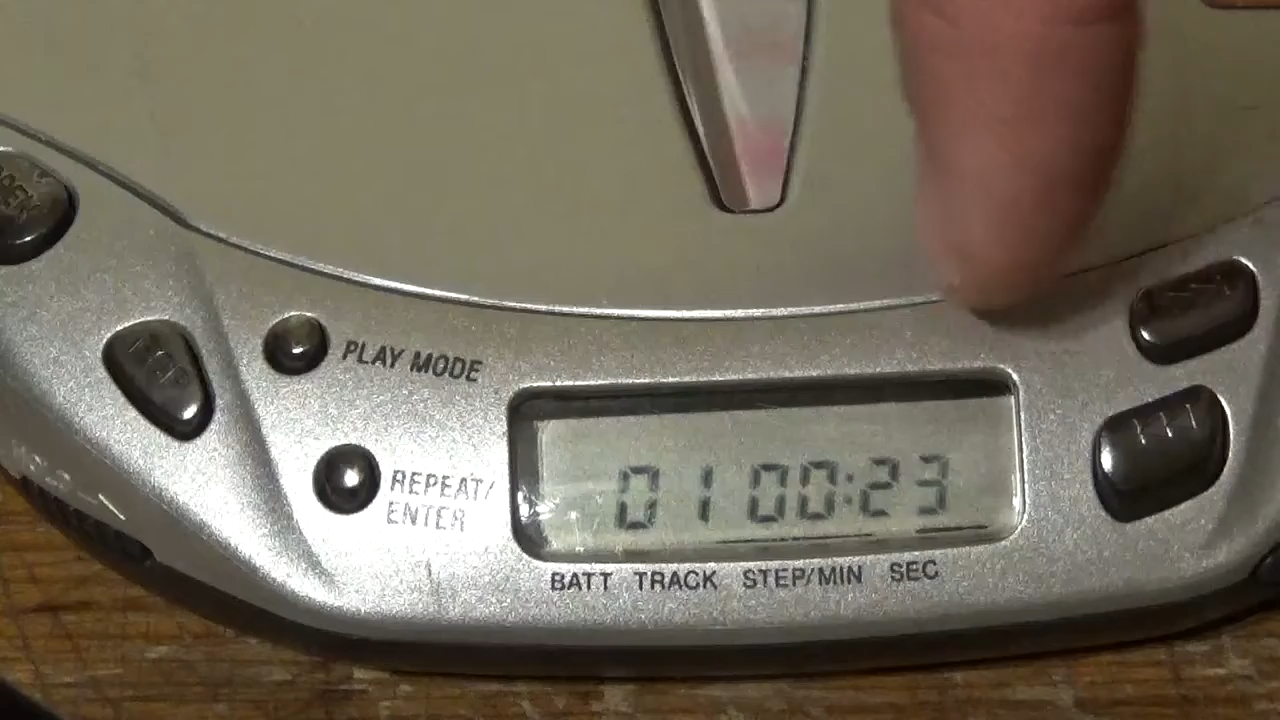 PLAY MODE
REPEAT/
ENTER
01 00:23
BATT TRACK STEP/MIN SEC